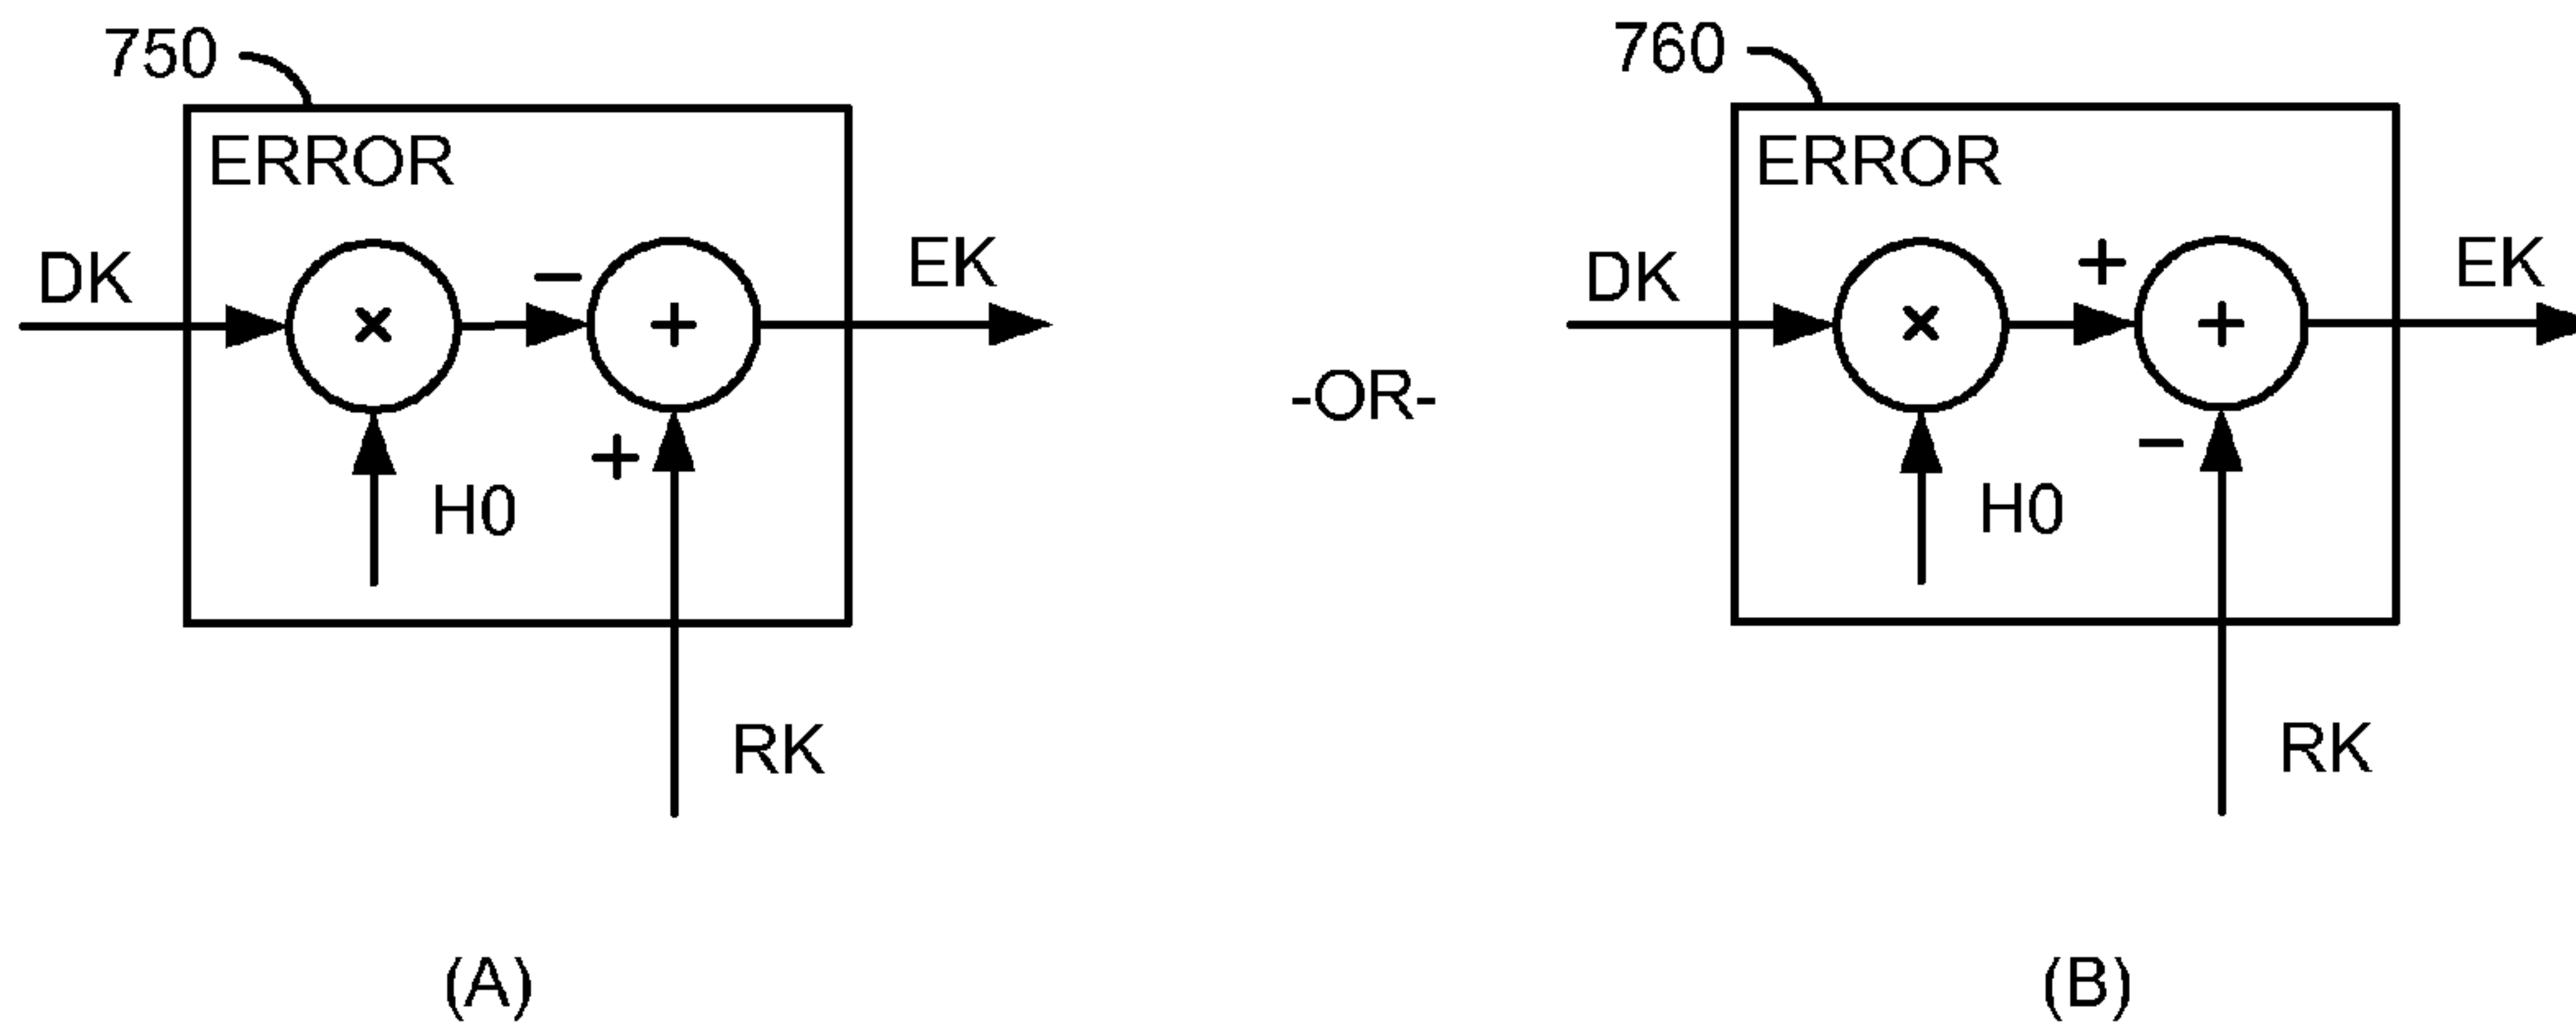 750
ERROR
DK
×
−
+
EK
H0
+
RK
(A)
-OR-
760
ERROR
DK
×
+
+
EK
H0
−
RK
(B)